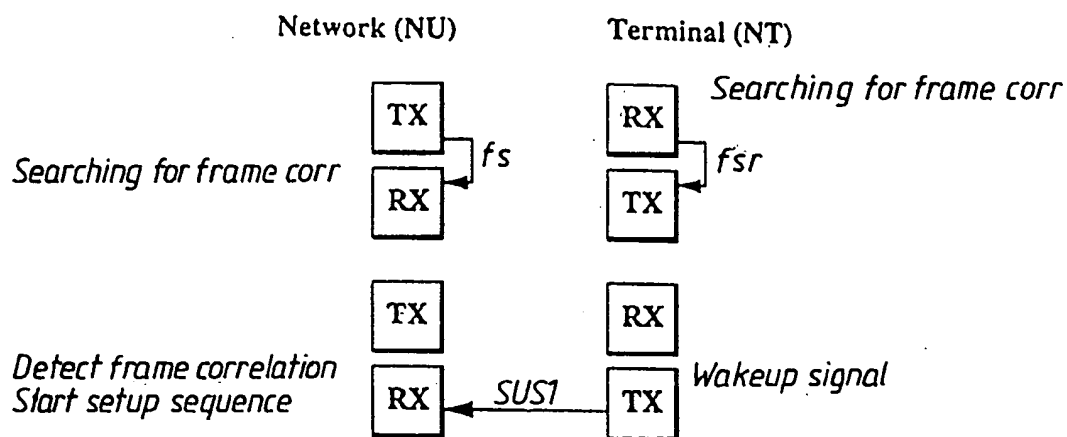 Network (NU)
Terminal (NT)
Searching for frame corr
TX
RX
fs
fsr
Searching for frame corr
RX
TX
TX
RX
Detect frame correlation
Start setup sequence
RX
SUS1
TX
Wakeup signal